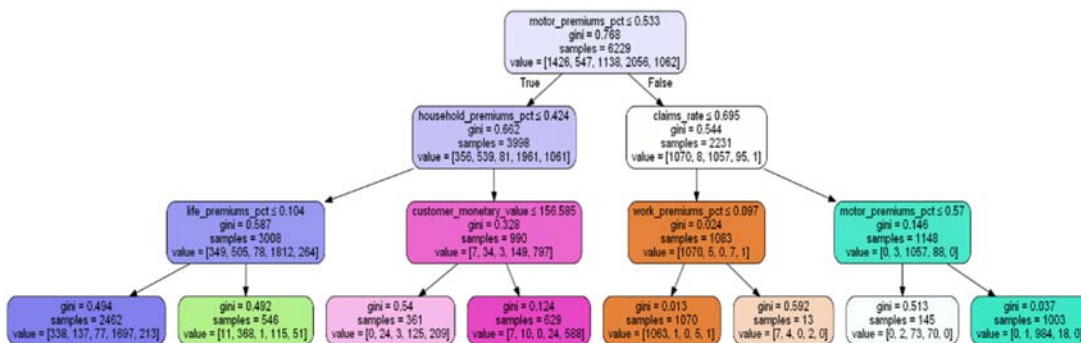 motor_premiums_pct ≤ 0.533
gini = 0.768
samples = 6229
value = [1426, 547, 1138, 2056, 1062]
True
False
household_premiums_pct ≤ 0.424
gini = 0.662
samples = 3998
value = [356, 539, 81, 1961, 1061]
claims_rate ≤ 0.695
gini = 0.544
samples = 2231
value = [1070, 8, 1057, 95, 1]
life_premiums_pct ≤ 0.104
gini = 0.587
samples = 3008
value = [349, 505, 78, 1812, 264]
customer_monetary_value ≤ 156.585
gini = 0.328
samples = 990
value = [7, 34, 3, 149, 797]
work_premiums_pct ≤ 0.097
gini = 0.024
samples = 1083
value = [1070, 5, 0, 7, 1]
motor_premiums_pct ≤ 0.57
gini = 0.146
samples = 1148
value = [0, 3, 1057, 88, 0]
gini = 0.494
samples = 2462
value = [338, 137, 77, 1697, 213]
gini = 0.492
samples = 546
value = [11, 368, 1, 115, 51]
gini = 0.54
samples = 361
value = [0, 24, 3, 125, 209]
gini = 0.124
samples = 629
value = [7, 10, 0, 24, 588]
gini = 0.013
samples = 1070
value = [1063, 1, 0, 5, 1]
gini = 0.592
samples = 13
value = [7, 4, 0, 2, 0]
gini = 0.513
samples = 145
value = [0, 2, 73, 70, 0]
gini = 0.037
samples = 1003
value = [0, 1, 984, 18, 0]